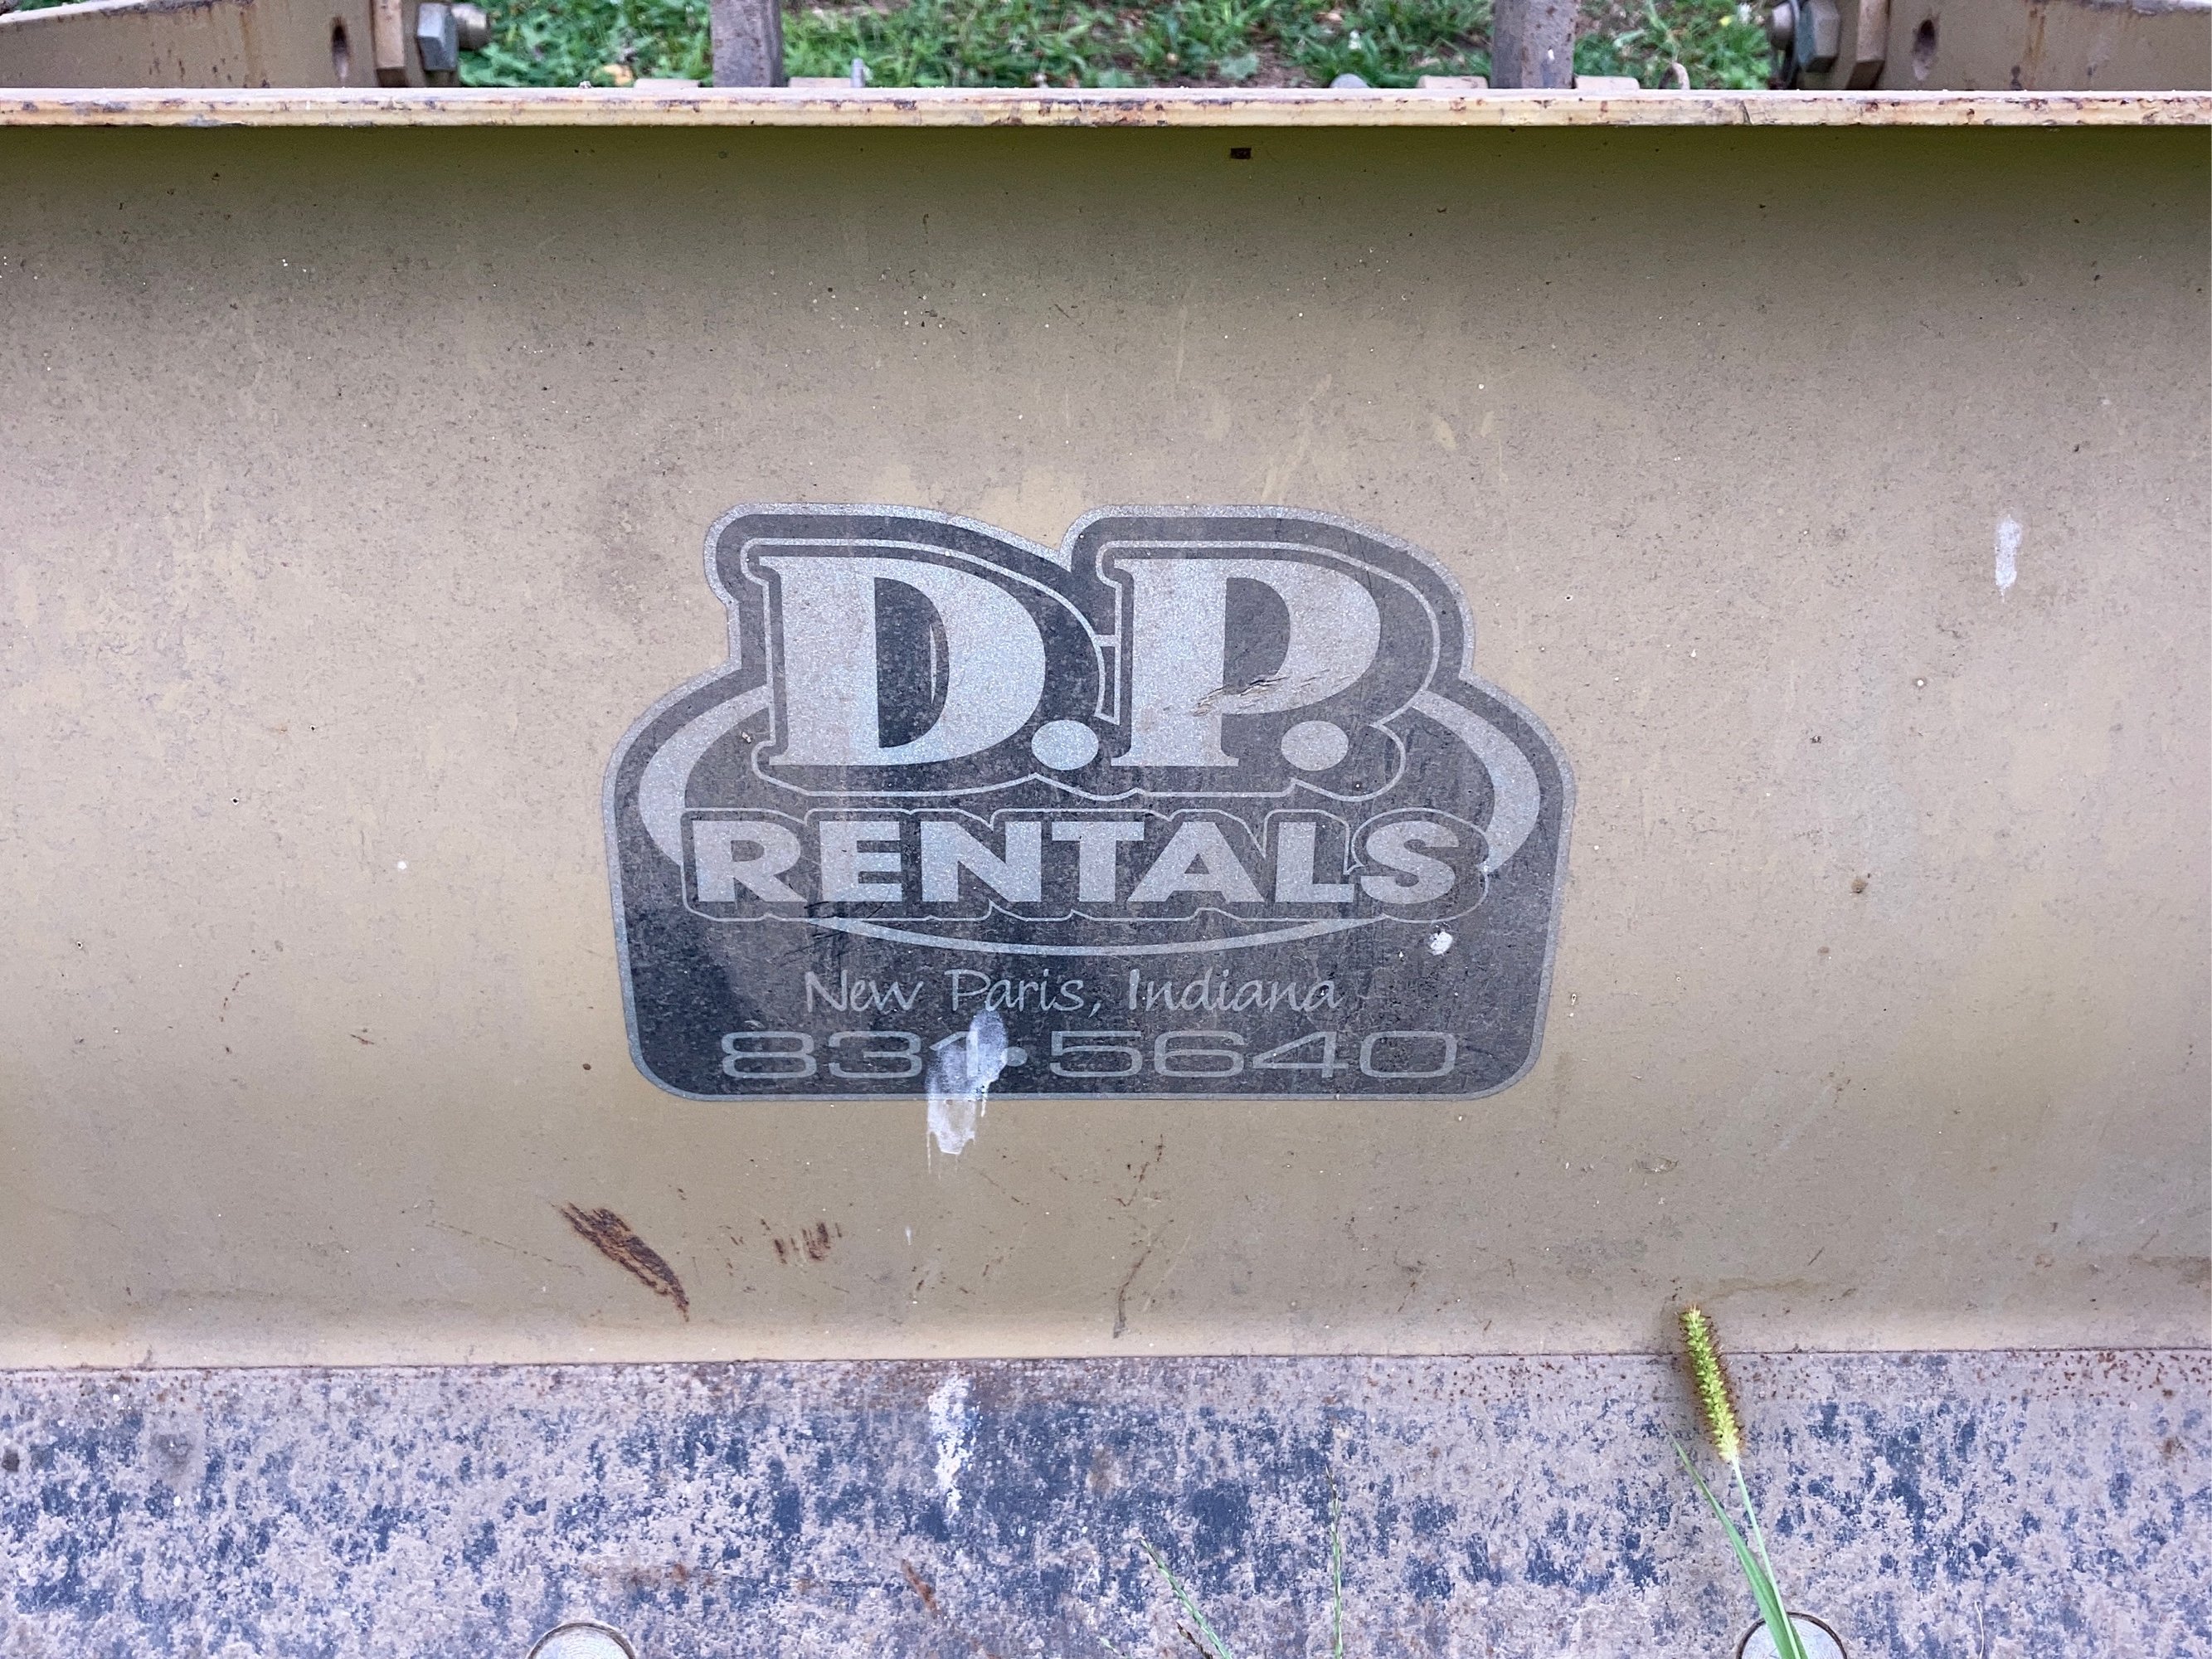 D.P.
RENTALS
New Paris, Indiana
831•5640